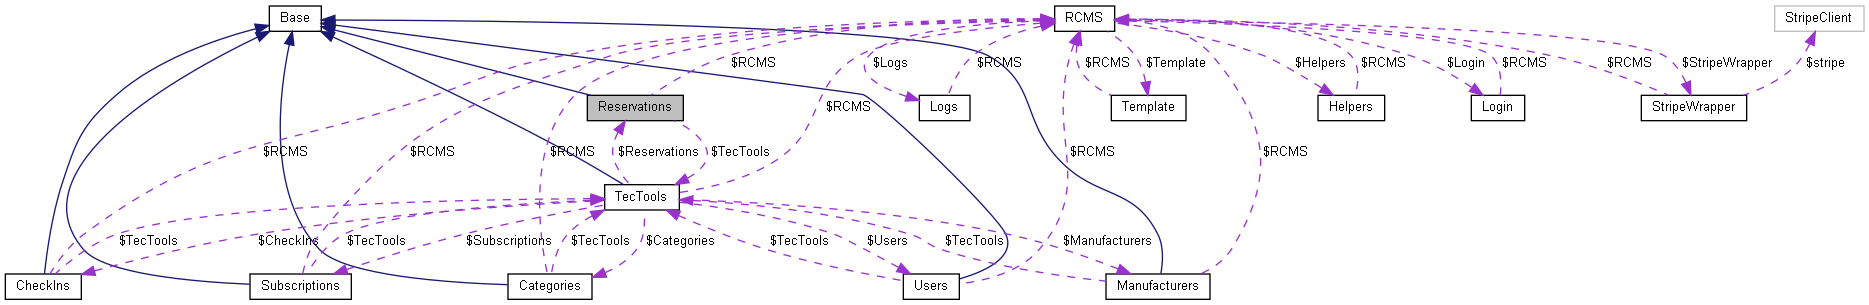 Base
RCMS
StripeClient
$RCMS
$Logs
$RCMS
$Template
$RCMS
$Helpers
$RCMS
$Login
$RCMS
$RCMS
$StripeWrapper
$stripe
Reservations
$RCMS
Logs
Template
Helpers
Login
StripeWrapper
$RCMS
$RCMS
$RCMS
$Reservations
$TecTools
$RCMS
$RCMS
TecTools
$TecTools
$CheckIns
$TecTools
$Subscriptions
$TecTools
$Categories
$TecTools
$Users
$TecTools
$Manufacturers
CheckIns
Subscriptions
Categories
Users
Manufacturers